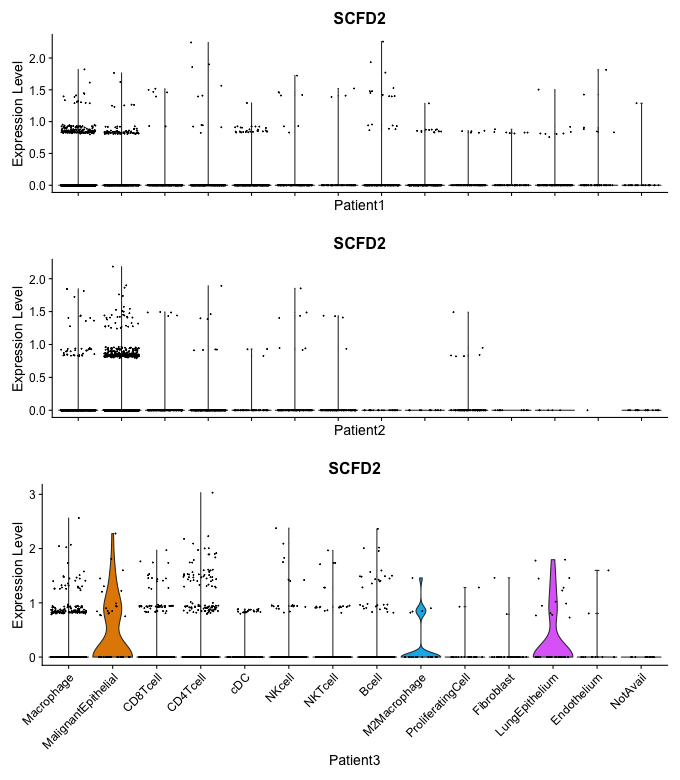 SCFD2
Expression Level
2.0
1.5
1.0
0.5
0.0
Patient1
SCFD2
Expression Level
2.0
1.5
1.0
0.5
0.0
Patient2
SCFD2
Expression Level
3
2
1
0
Macrophage
MalignantEpithelial
CD8Tcell
CD4Tcell
cDC
NKcell
NKTcell
Bcell
M2Macrophage
ProliferatingCell
Fibroblast
LungEpithelium
Endothelium
NotAvail
Patient3